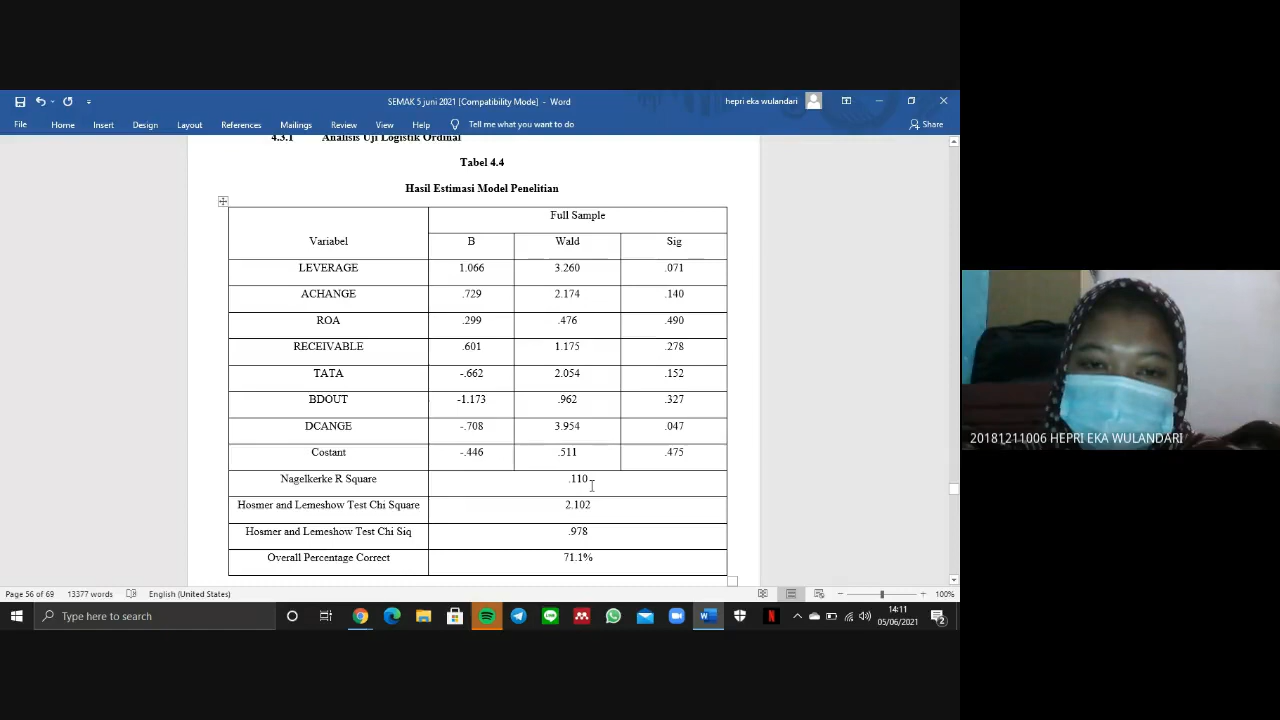 SEMAK 5 juni 2021 [Compatibility Mode] - Word
hepri eka wulandari
File Home Insert Design Layout References Mailings Review View Help Tell me what you want to do Share
4.3.1 Analisis Uji Logistik Ordinal
Tabel 4.4
Hasil Estimasi Model Penelitian
Variabel Full Sample
B Wald Sig
LEVERAGE 1.066 3.260 .071
ACHANGE .729 2.174 .140
ROA .299 .476 .490
RECEIVABLE .601 1.175 .278
TATA -.662 2.054 .152
BDOUT -1.173 .962 .327
DCANGE -.708 3.954 .047
Costant -.446 .511 .475
Nagelkerke R Square .110
Hosmer and Lemeshow Test Chi Square 2.102
Hosmer and Lemeshow Test Chi Siq .978
Overall Percentage Correct 71.1%
Page 56 of 69 13377 words English (United States) 100%
Type here to search
14:11
05/06/2021
2
20181211006 HEPRI EKA WULANDARI